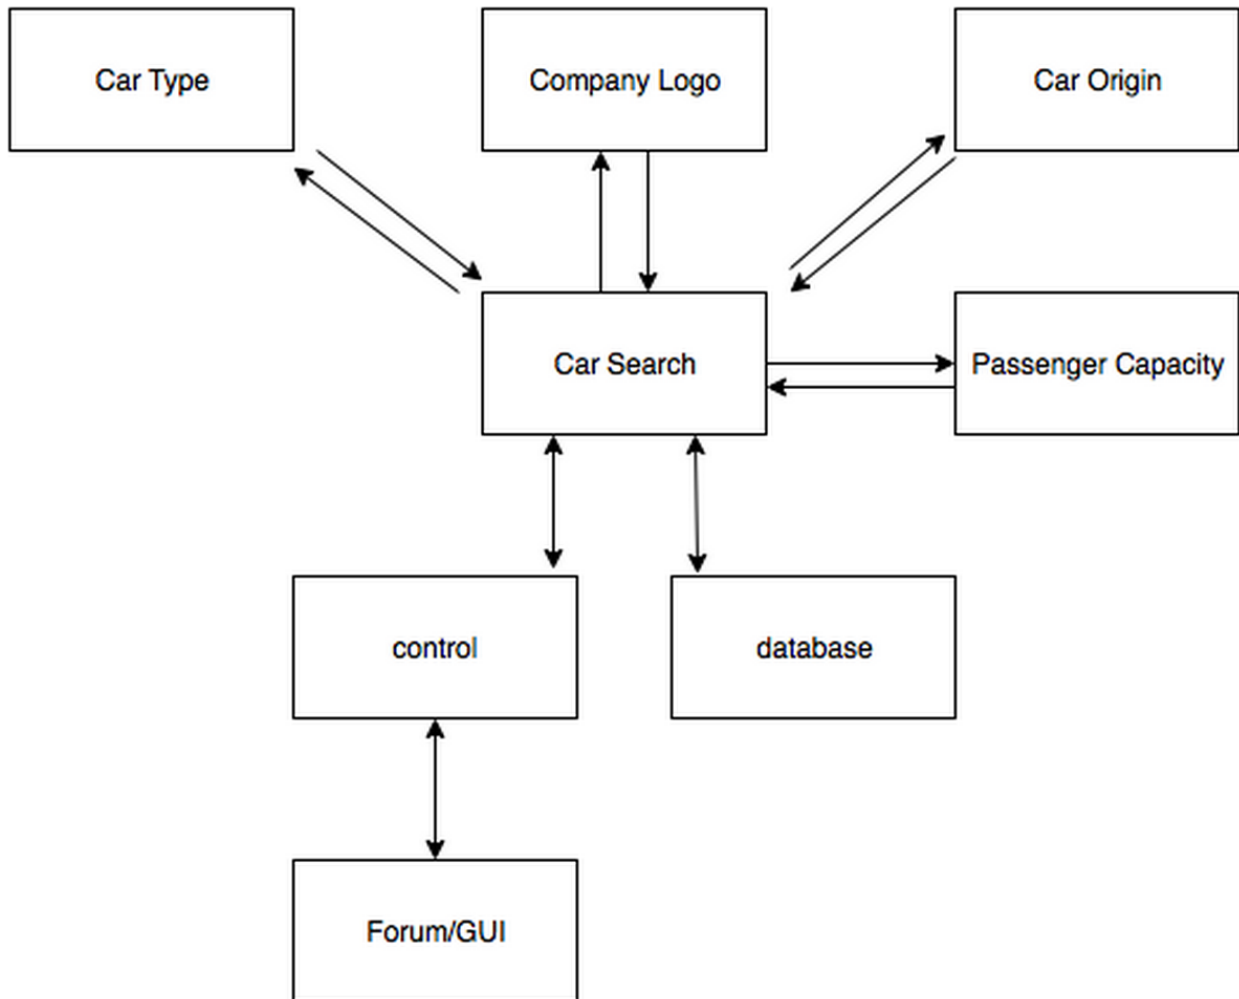 Car Type
Company Logo
Car Origin
Car Search
Passenger Capacity
control
database
Forum/GUI